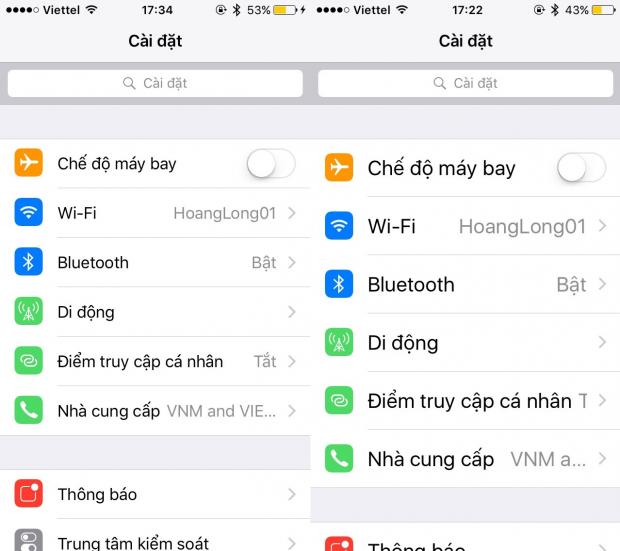 Viettel 17:34 53%
Cài đặt
Cài đặt
Chế độ máy bay
Wi-Fi HoangLong01
Bluetooth Bật
Di động
Điểm truy cập cá nhân Tắt
Nhà cung cấp VNM and VIE...
Thông báo
Trung tâm kiểm soát
Viettel 17:22 43%
Cài đặt
Cài đặt
Chế độ máy bay
Wi-Fi HoangLong01
Bluetooth Bật
Di động
Điểm truy cập cá nhân T
Nhà cung cấp VNM a...
Thông báo